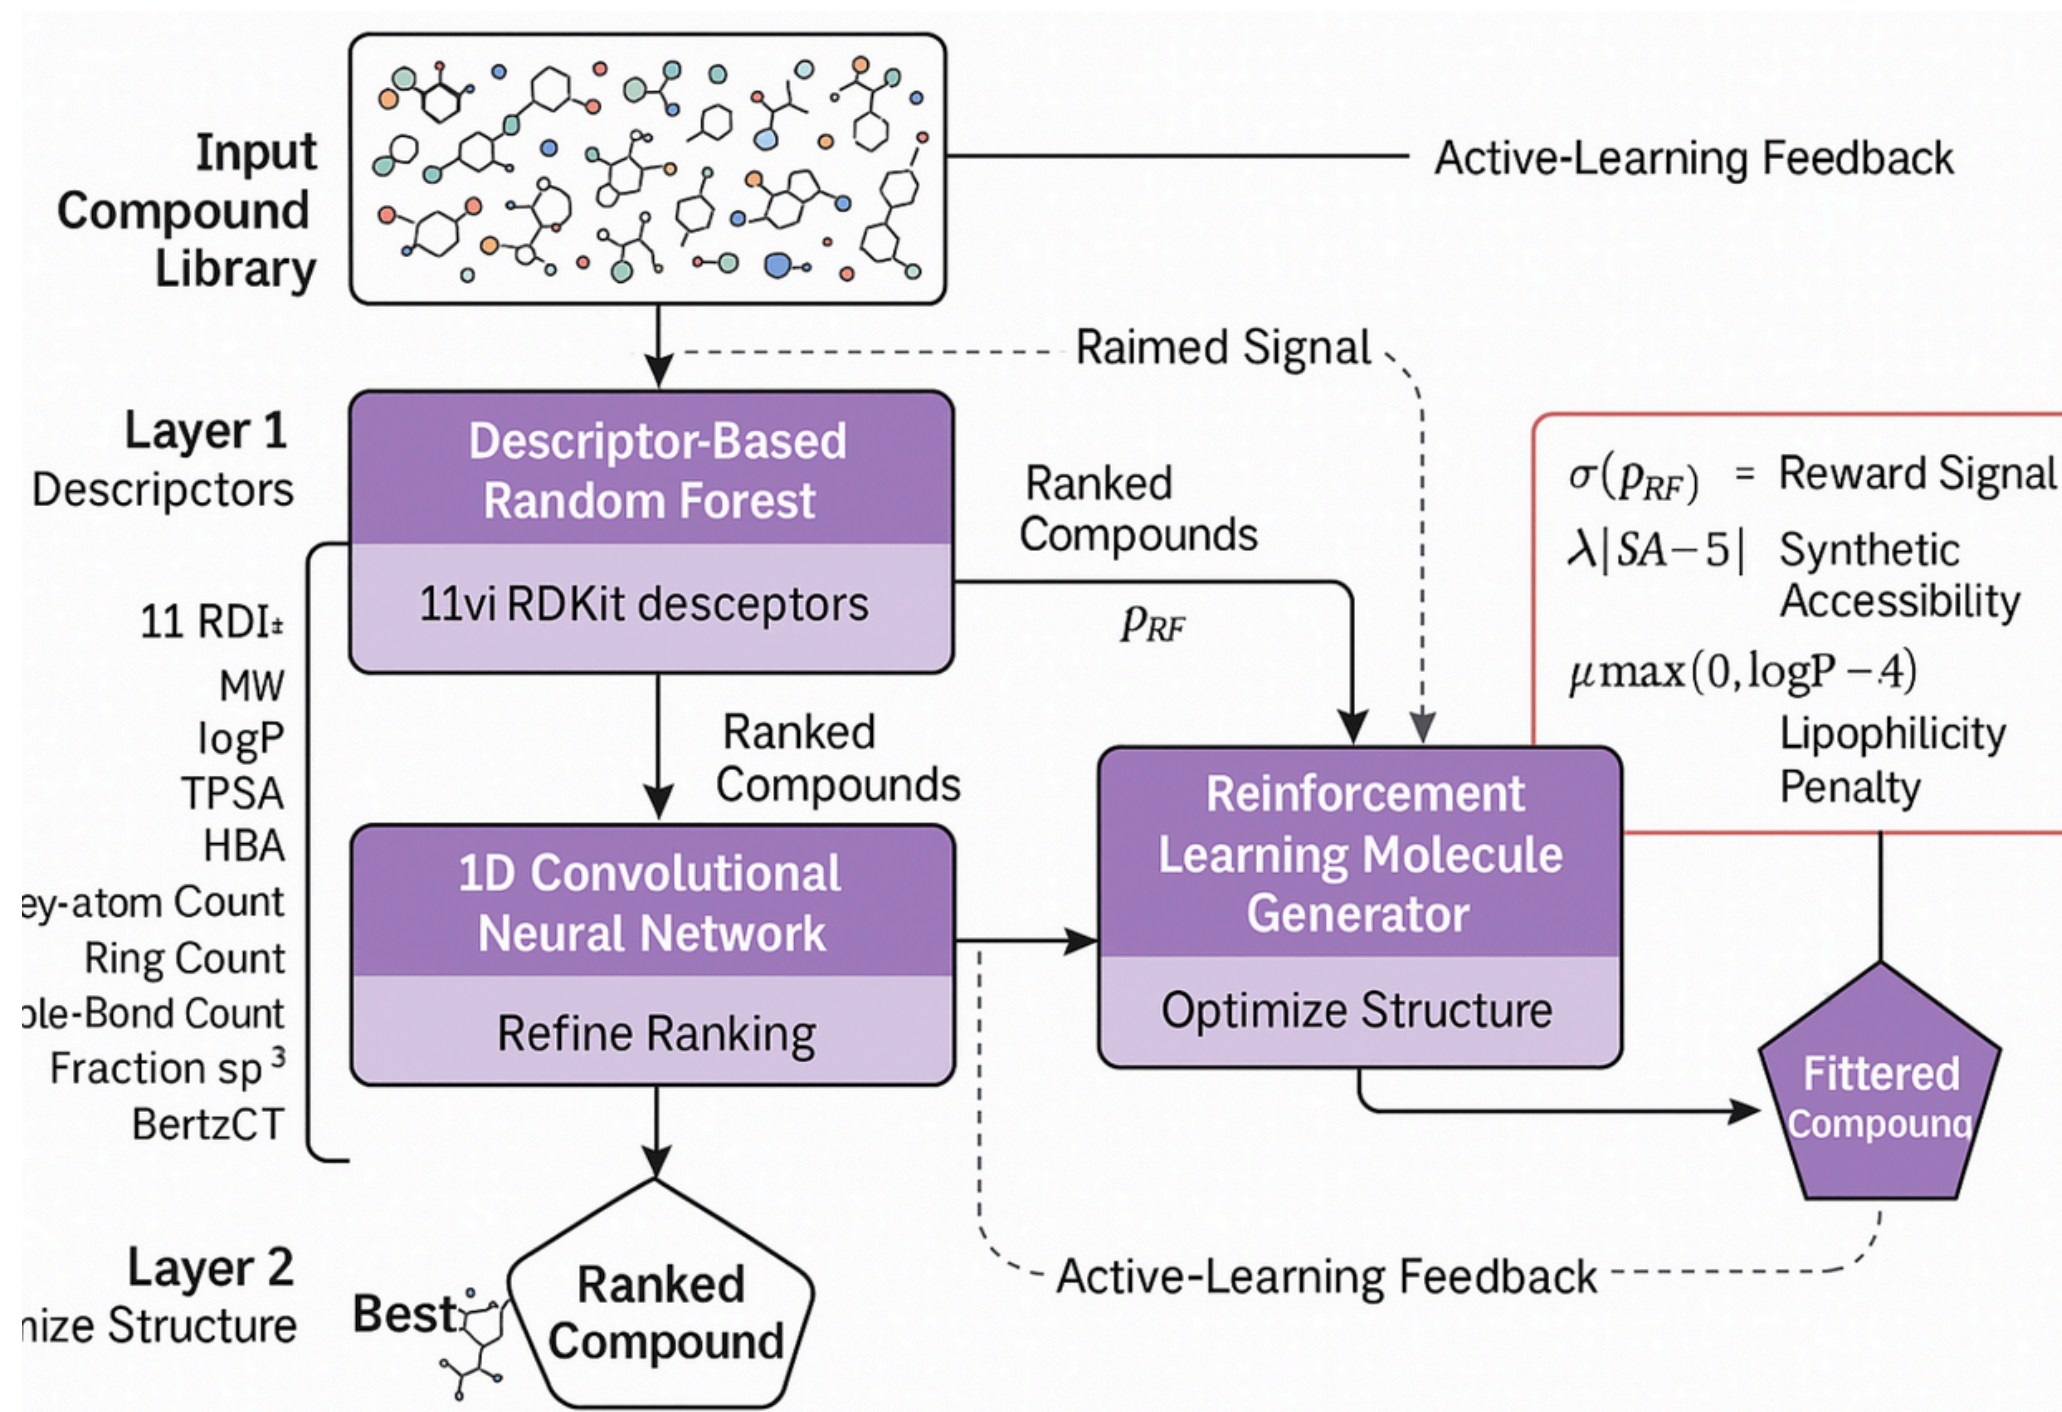 Input
Compound
Library
Active-Learning Feedback
Raimed Signal
Layer 1
Descripctors
Descriptor-Based
Random Forest
11vi RDKit desceptors
Ranked
Compounds
pRF
σ(pRF) = Reward Signal
λ|SA−5| Synthetic
Accessibility
μmax(0,logP−4)
Lipophilicity
Penalty
11 RDI
MW
logP
TPSA
HBA
ey-atom Count
Ring Count
ole-Bond Count
Fraction sp³
BertzCT
Ranked
Compounds
1D Convolutional
Neural Network
Refine Ranking
Reinforcement
Learning Molecule
Generator
Optimize Structure
Fittered
Compounq
Active-Learning Feedback
Layer 2
nize Structure
Best
Ranked
Compound